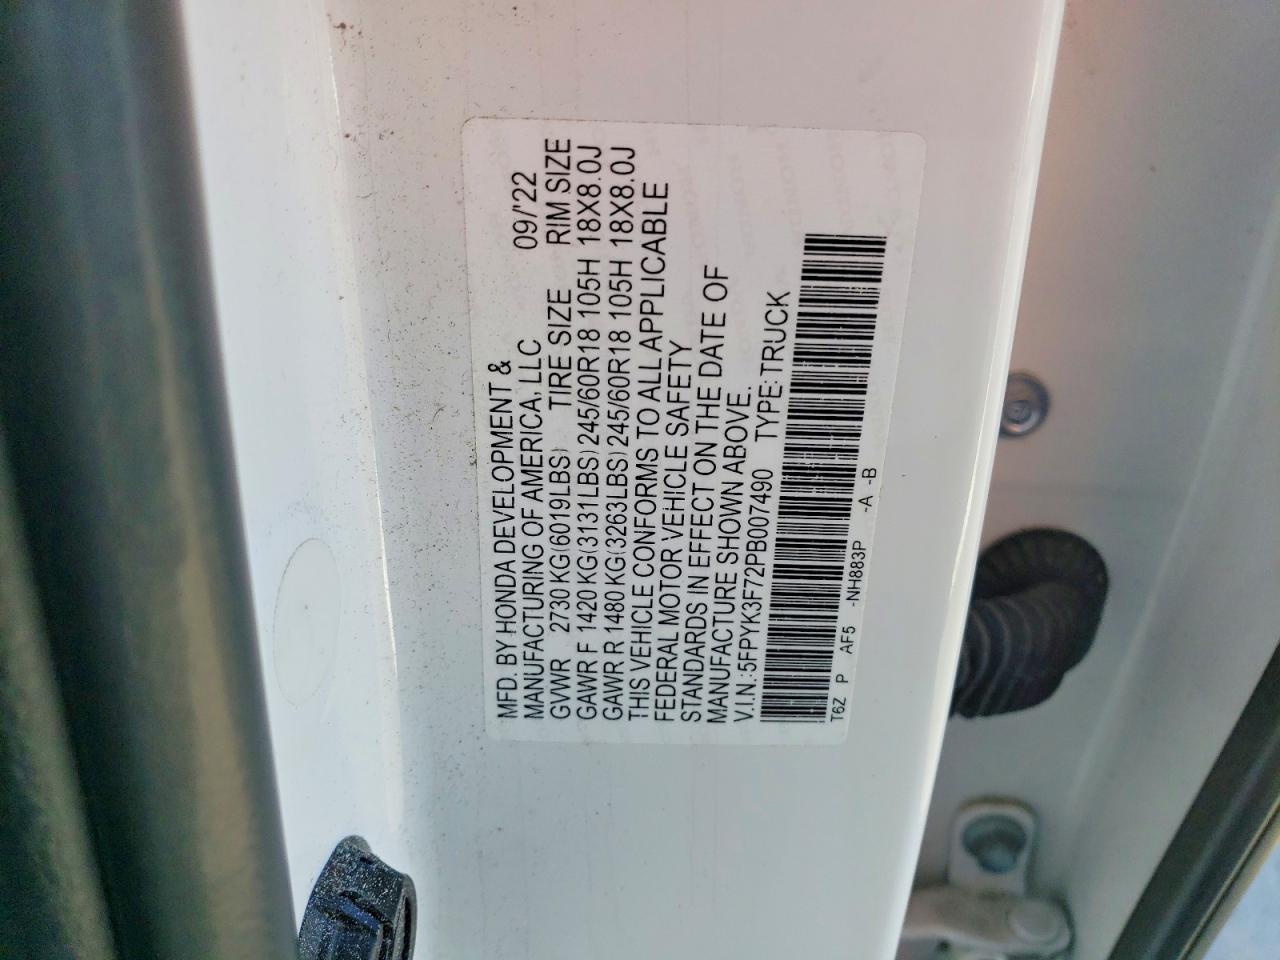 MFD. BY HONDA DEVELOPMENT &
MANUFACTURING OF AMERICA, LLC 09/'22
GVWR 2730 KG(6019LBS) TIRE SIZE RIM SIZE
GAWR F 1420 KG(3131LBS) 245/60R18 105H 18X8.0J
GAWR R 1480 KG(3263LBS) 245/60R18 105H 18X8.0J
THIS VEHICLE CONFORMS TO ALL APPLICABLE
FEDERAL MOTOR VEHICLE SAFETY
STANDARDS IN EFFECT ON THE DATE OF
MANUFACTURE SHOWN ABOVE.
V.I.N.:5FPYK3F72PB007490 TYPE:TRUCK
T6Z P AF5 -NH883P -A -B